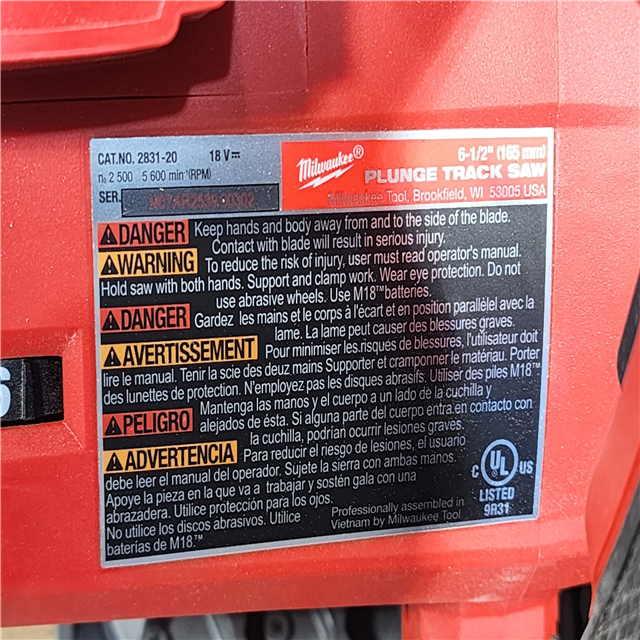 CAT.NO. 2831-20 18 V⎓
n₀ 2 500 5 600 min⁻¹(RPM)
SER.
Milwaukee®
6-1/2" (165 mm)
PLUNGE TRACK SAW
Milwaukee Tool, Brookfield, WI 53005 USA
DANGER Keep hands and body away from and to the side of the blade.
Contact with blade will result in serious injury.
WARNING To reduce the risk of injury, user must read operator's manual.
Hold saw with both hands. Support and clamp work. Wear eye protection. Do not
use abrasive wheels. Use M18™batteries.
DANGER Gardez les mains et le corps à l'écart et en position parallélel avec la
lame. La lame peut causer des blessures graves.
AVERTISSEMENT Pour minimiser les risques de blessures, l'utilisateur doit
lire le manual. Tenir la scie des deuz mains Supporter et cramponner le matériau. Porter
des lunettes de protection. N'employez pas les disques abrasifs. Utiliser des piles M18™
PELIGRO Mantenga las manos y el cuerpo a un lado de la cuchilla y
alejados de ésta. Si alguna parte del cuerpo entra en contacto con
la cuchilla, podrían ocurrir lesiones graves.
ADVERTENCIA Para reducir el riesgo de lesiones, el usuario
debe leer el manual del operador. Sujete la sierra con ambas manos.
Apoye la pieza en la que va a trabajar y sostén gala con una
abrazadera. Utilice protección para los ojos.
No utilice los discos abrasivos. Utilice
baterías de M18.™
Professionally assembled in
Vietnam by Milwaukee Tool
C UL US
LISTED
9R31